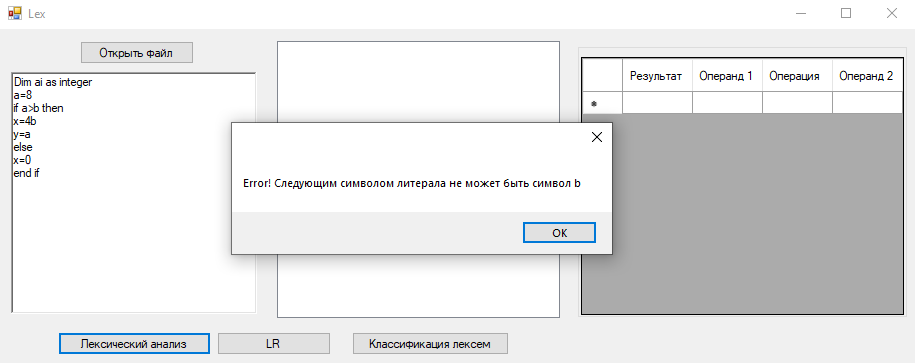 Lex
Открыть файл
Dim ai as integer
a=8
if a>b then
x=4b
y=a
else
x=0
end if
Результат Операнд 1 Операция Операнд 2
*
Error! Следующим символом литерала не может быть символ b
OK
Лексический анализ LR Классификация лексем